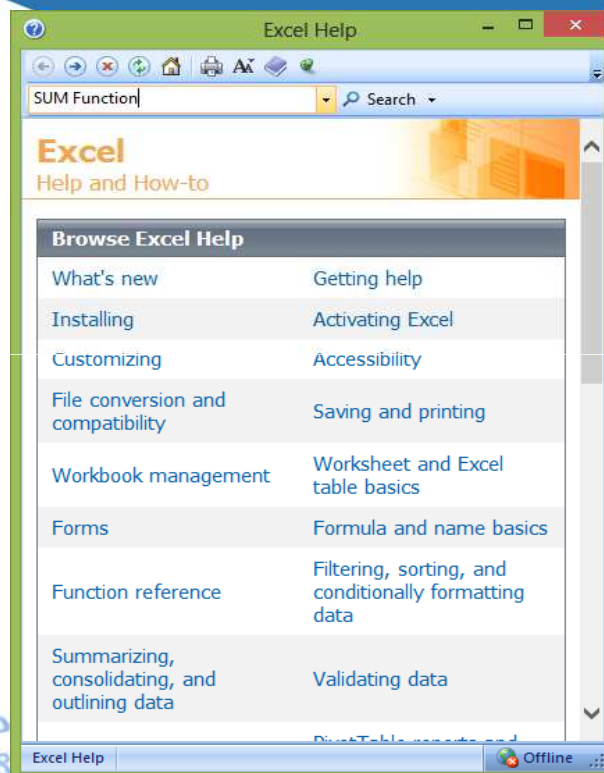 Excel Help
SUM Function
Search
Excel
Help and How-to
Browse Excel Help
What's new
Getting help
Installing
Activating Excel
Customizing
Accessibility
File conversion and
compatibility
Saving and printing
Workbook management
Worksheet and Excel
table basics
Forms
Formula and name basics
Function reference
Filtering, sorting, and
conditionally formatting
data
Summarizing,
consolidating, and
outlining data
Validating data
PivotTable reports and
Excel Help
Offline